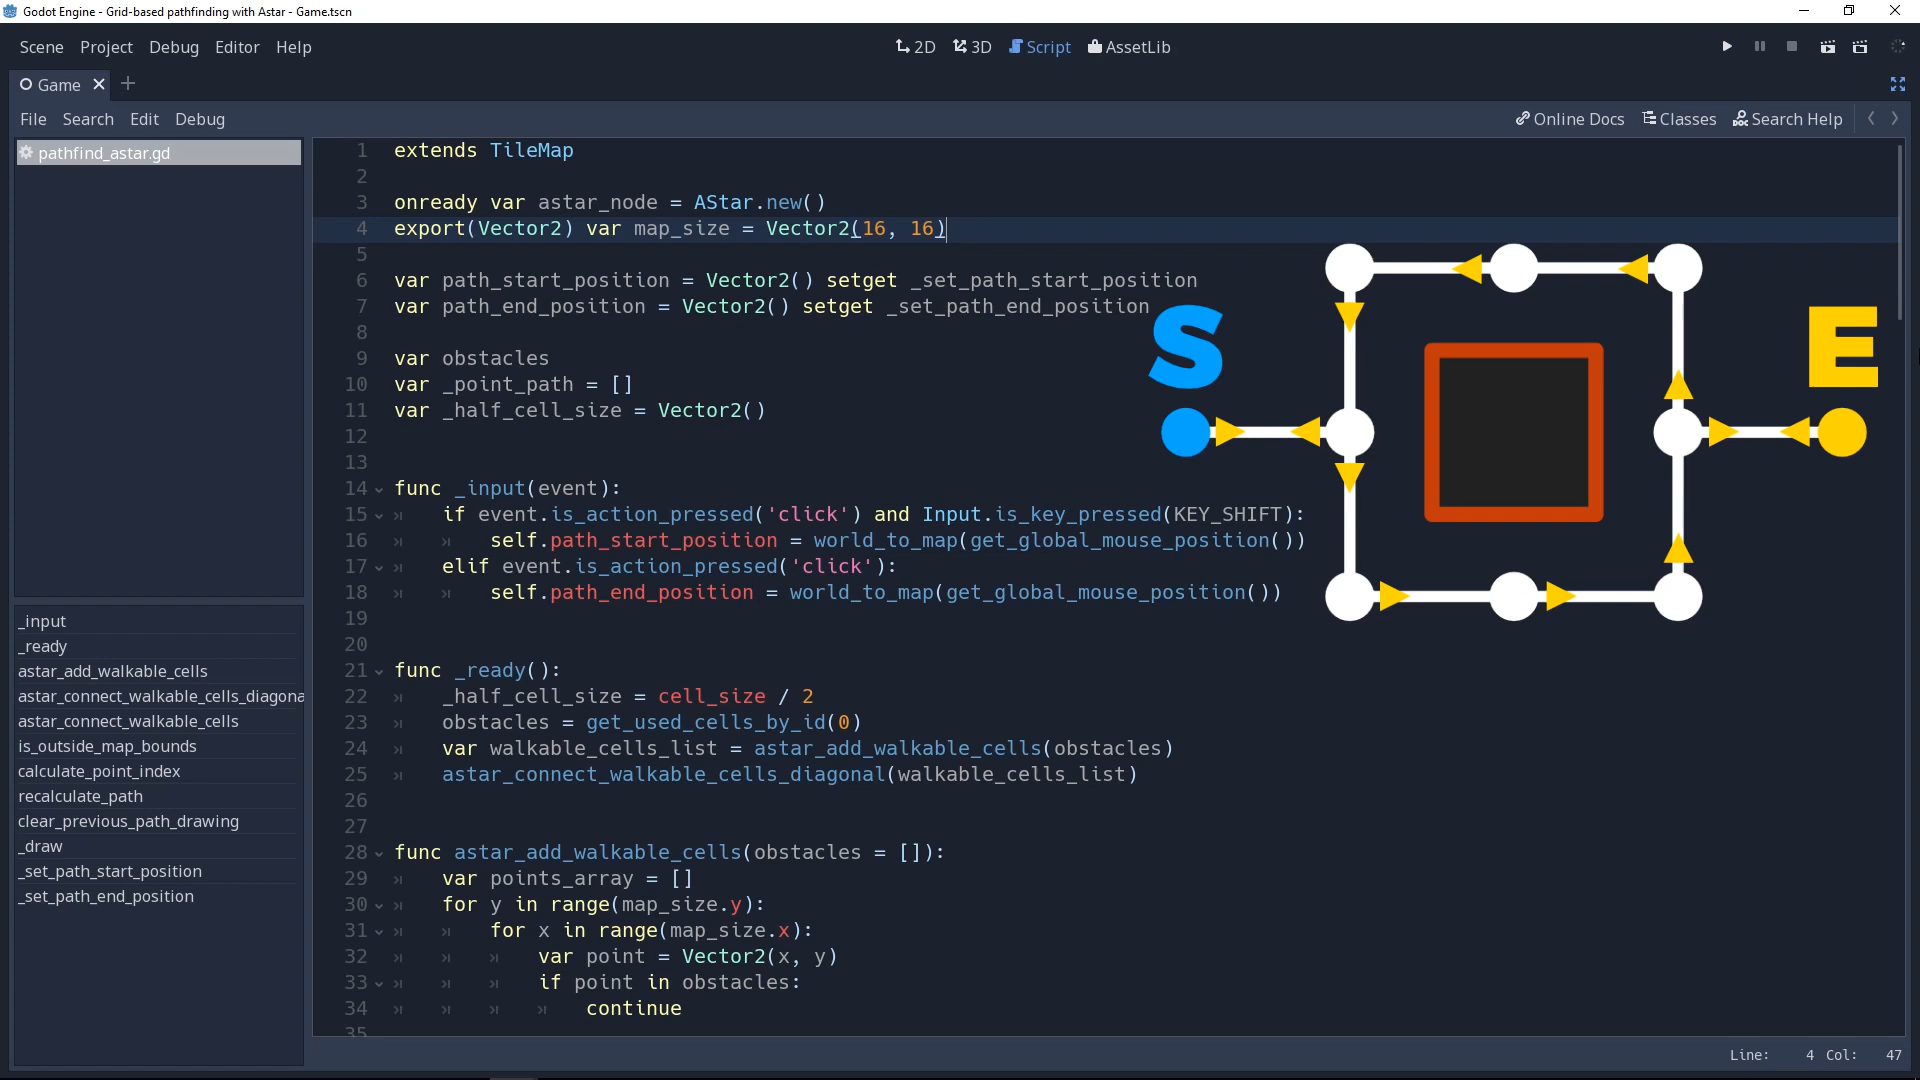 Godot Engine - Grid-based pathfinding with Astar - Game.tscn
Scene Project Debug Editor Help
2D 3D Script AssetLib
Game
File Search Edit Debug
Online Docs Classes Search Help
pathfind_astar.gd
_input
_ready
astar_add_walkable_cells
astar_connect_walkable_cells_diagona
astar_connect_walkable_cells
is_outside_map_bounds
calculate_point_index
recalculate_path
clear_previous_path_drawing
_draw
_set_path_start_position
_set_path_end_position
1 extends TileMap
2
3 onready var astar_node = AStar.new()
4 export(Vector2) var map_size = Vector2(16, 16)
5
6 var path_start_position = Vector2() setget _set_path_start_position
7 var path_end_position = Vector2() setget _set_path_end_position
8
9 var obstacles
10 var _point_path = []
11 var _half_cell_size = Vector2()
12
13
14 func _input(event):
15 if event.is_action_pressed('click') and Input.is_key_pressed(KEY_SHIFT):
16 self.path_start_position = world_to_map(get_global_mouse_position())
17 elif event.is_action_pressed('click'):
18 self.path_end_position = world_to_map(get_global_mouse_position())
19
20
21 func _ready():
22 _half_cell_size = cell_size / 2
23 obstacles = get_used_cells_by_id(0)
24 var walkable_cells_list = astar_add_walkable_cells(obstacles)
25 astar_connect_walkable_cells_diagonal(walkable_cells_list)
26
27
28 func astar_add_walkable_cells(obstacles = []):
29 var points_array = []
30 for y in range(map_size.y):
31 for x in range(map_size.x):
32 var point = Vector2(x, y)
33 if point in obstacles:
34 continue
35
S
E
Line: 4 Col: 47